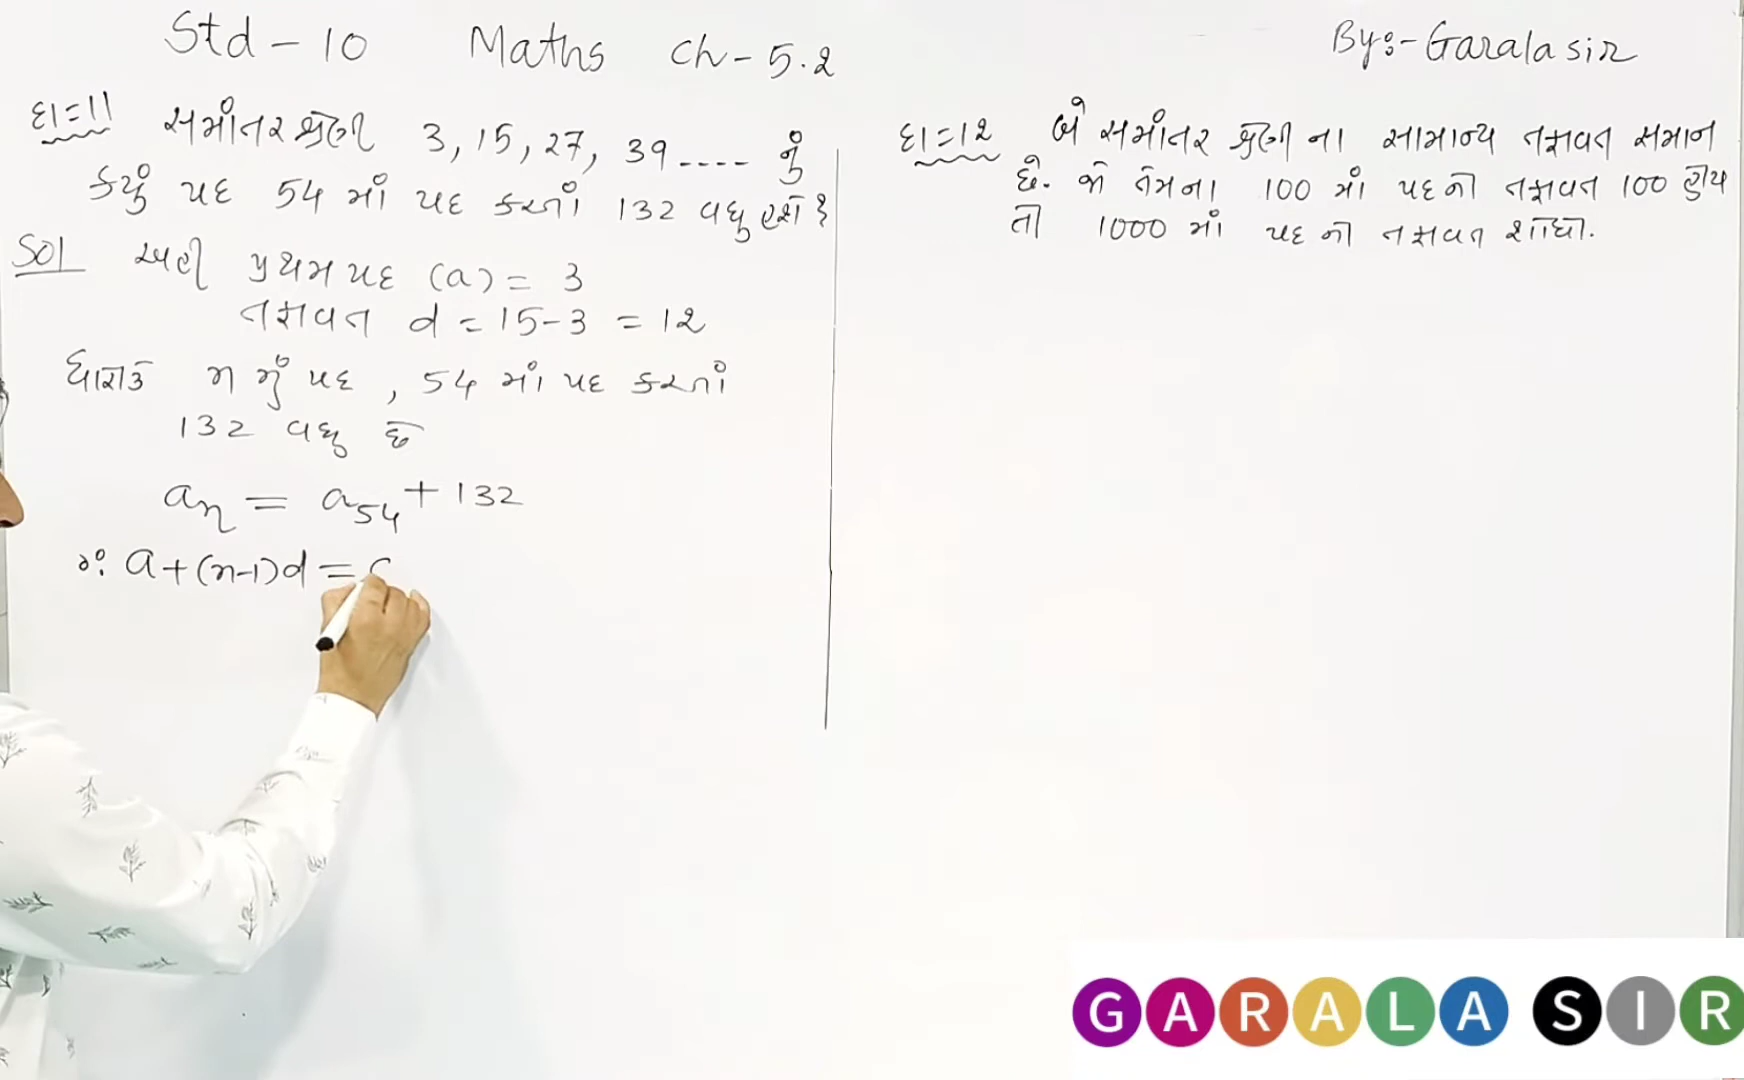 Std - 10 Maths Ch - 5.2
By:- Garala sir
દા=11 સમાંતર શ્રેણી 3, 15, 27, 39 .... નું
કયું પદ 54 માં પદ કરતાં 132 વધુ હશે ?
Sol અહી પ્રથમ પદ (a) = 3
તફાવત d = 15-3 = 12
ધારોકે n મું પદ , 54 માં પદ કરતાં
132 વધુ છે
an = a54 + 132
∴ a + (n-1)d =
દા=12 બે સમાંતર શ્રેણી ના સામાન્ય તફાવત સમાન
છે. જો તેમના 100 માં પદ નો તફાવત 100 હોય
તો 1000 માં પદ નો તફાવત શોધો.
GARALA SIR